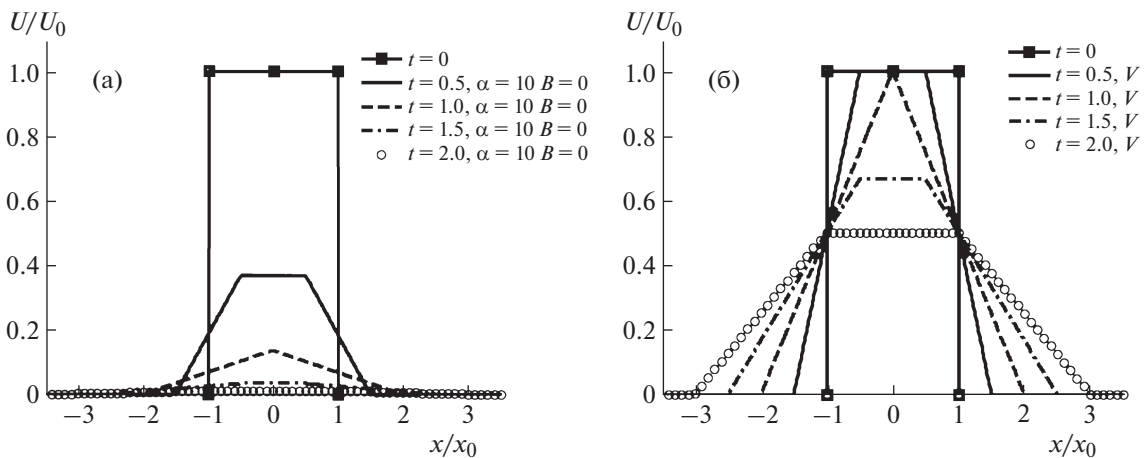 U/U₀
(а)
1.0
0.8
0.6
0.4
0.2
0
−3 −2 −1 0 1 2 3
x/x₀
t = 0
t = 0.5, α = 10 B = 0
t = 1.0, α = 10 B = 0
t = 1.5, α = 10 B = 0
t = 2.0, α = 10 B = 0
U/U₀
(б)
1.0
0.8
0.6
0.4
0.2
0
−3 −2 −1 0 1 2 3
x/x₀
t = 0
t = 0.5, V
t = 1.0, V
t = 1.5, V
t = 2.0, V